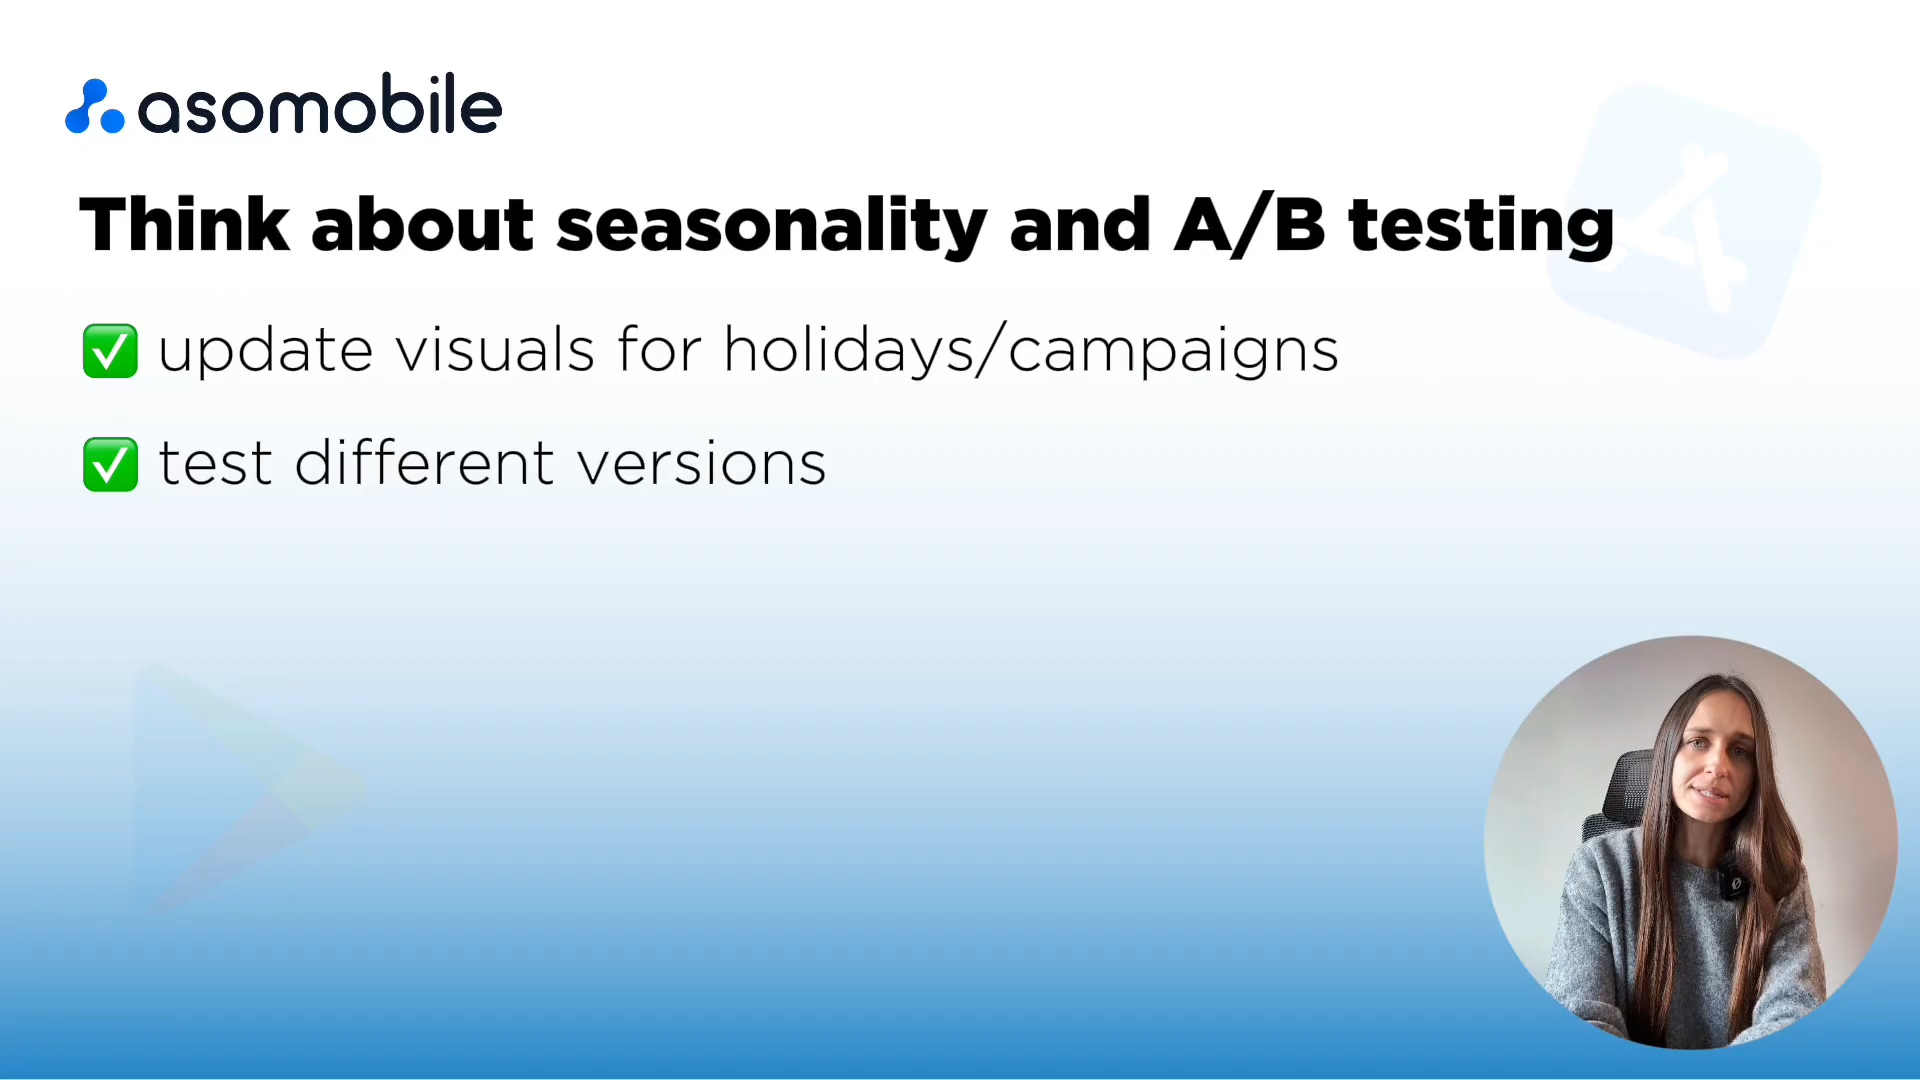 asomobile
Think about seasonality and A/B testing
✅ update visuals for holidays/campaigns
✅ test different versions